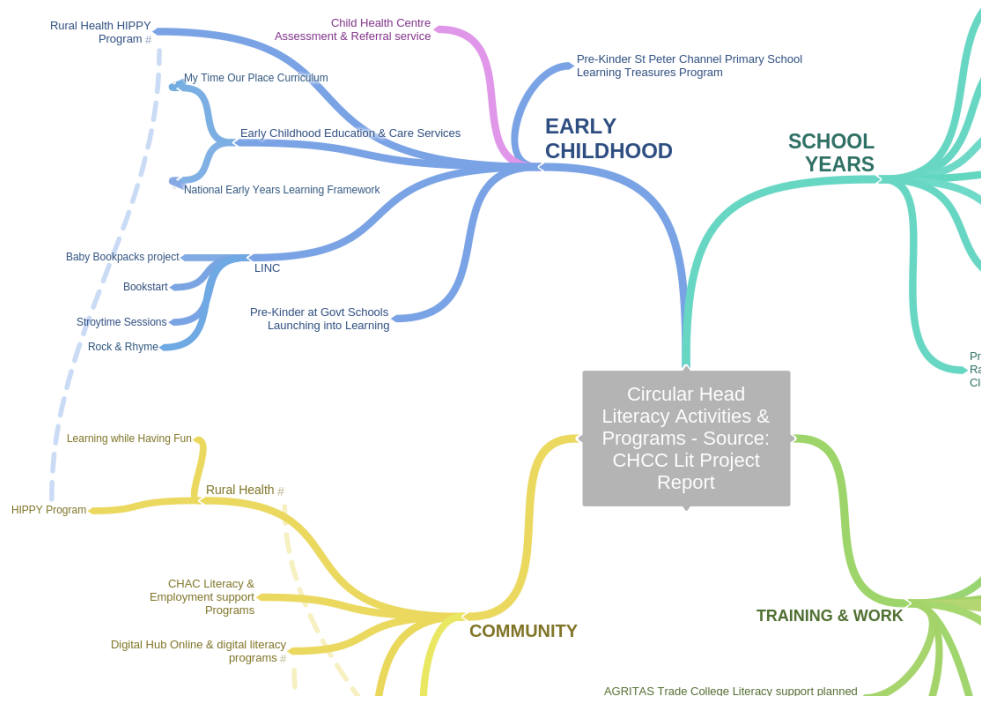 Rural Health HIPPY
Program #
Child Health Centre
Assessment & Referral service
Pre-Kinder St Peter Channel Primary School
Learning Treasures Program
My Time Our Place Curriculum
Early Childhood Education & Care Services
EARLY
CHILDHOOD
SCHOOL
YEARS
National Early Years Learning Framework
Baby Bookpacks project
LINC
Bookstart
Stroytime Sessions
Rock & Rhyme
Pre-Kinder at Govt Schools
Launching into Learning
Pr
Ra
Cl
Circular Head
Literacy Activities &
Programs - Source:
CHCC Lit Project
Report
Learning while Having Fun
Rural Health #
HIPPY Program
CHAC Literacy &
Employment support
Programs
Digital Hub Online & digital literacy
programs #
COMMUNITY
TRAINING & WORK
AGRITAS Trade College Literacy support planned